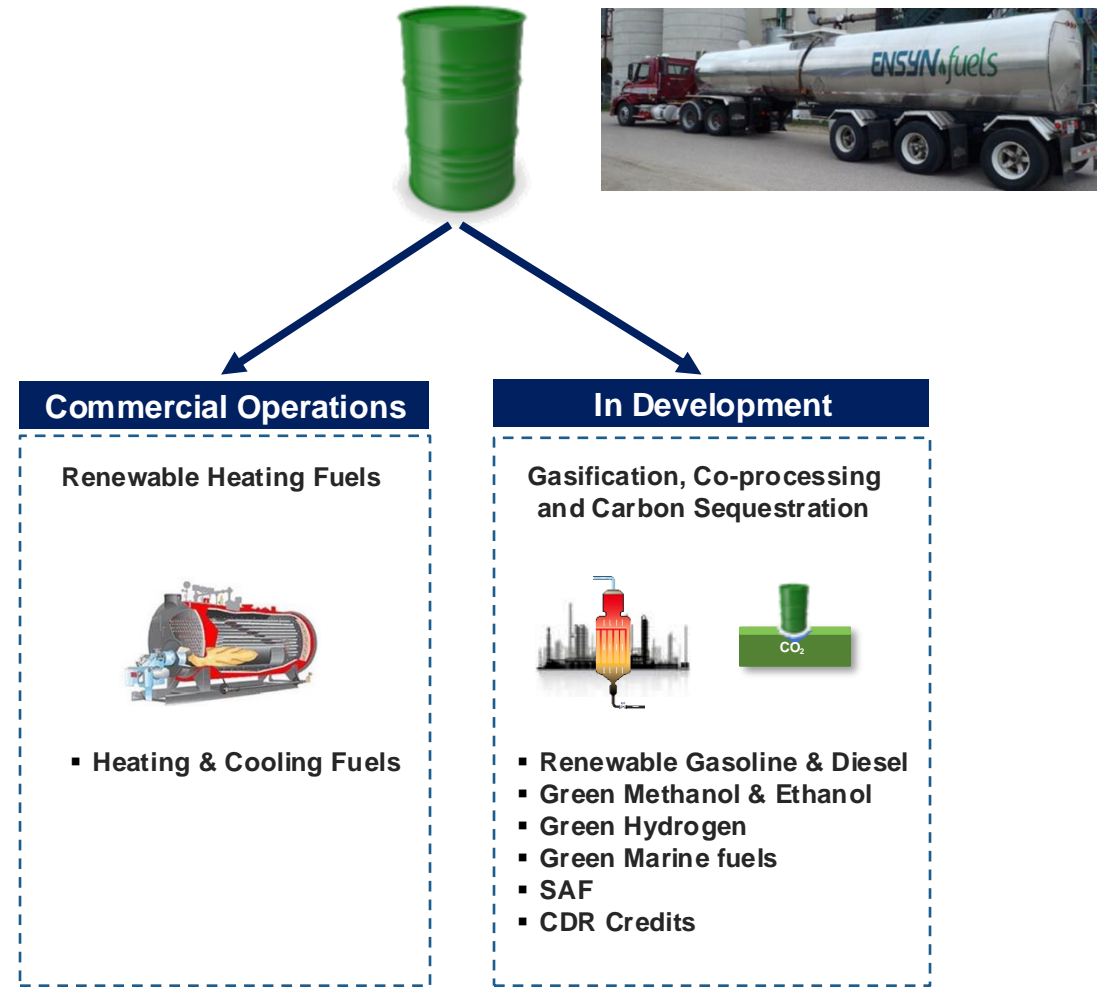 ENSYN fuels
Commercial Operations
Renewable Heating Fuels
▪ Heating & Cooling Fuels
In Development
Gasification, Co-processing
and Carbon Sequestration
CO₂
▪ Renewable Gasoline & Diesel
▪ Green Methanol & Ethanol
▪ Green Hydrogen
▪ Green Marine fuels
▪ SAF
▪ CDR Credits